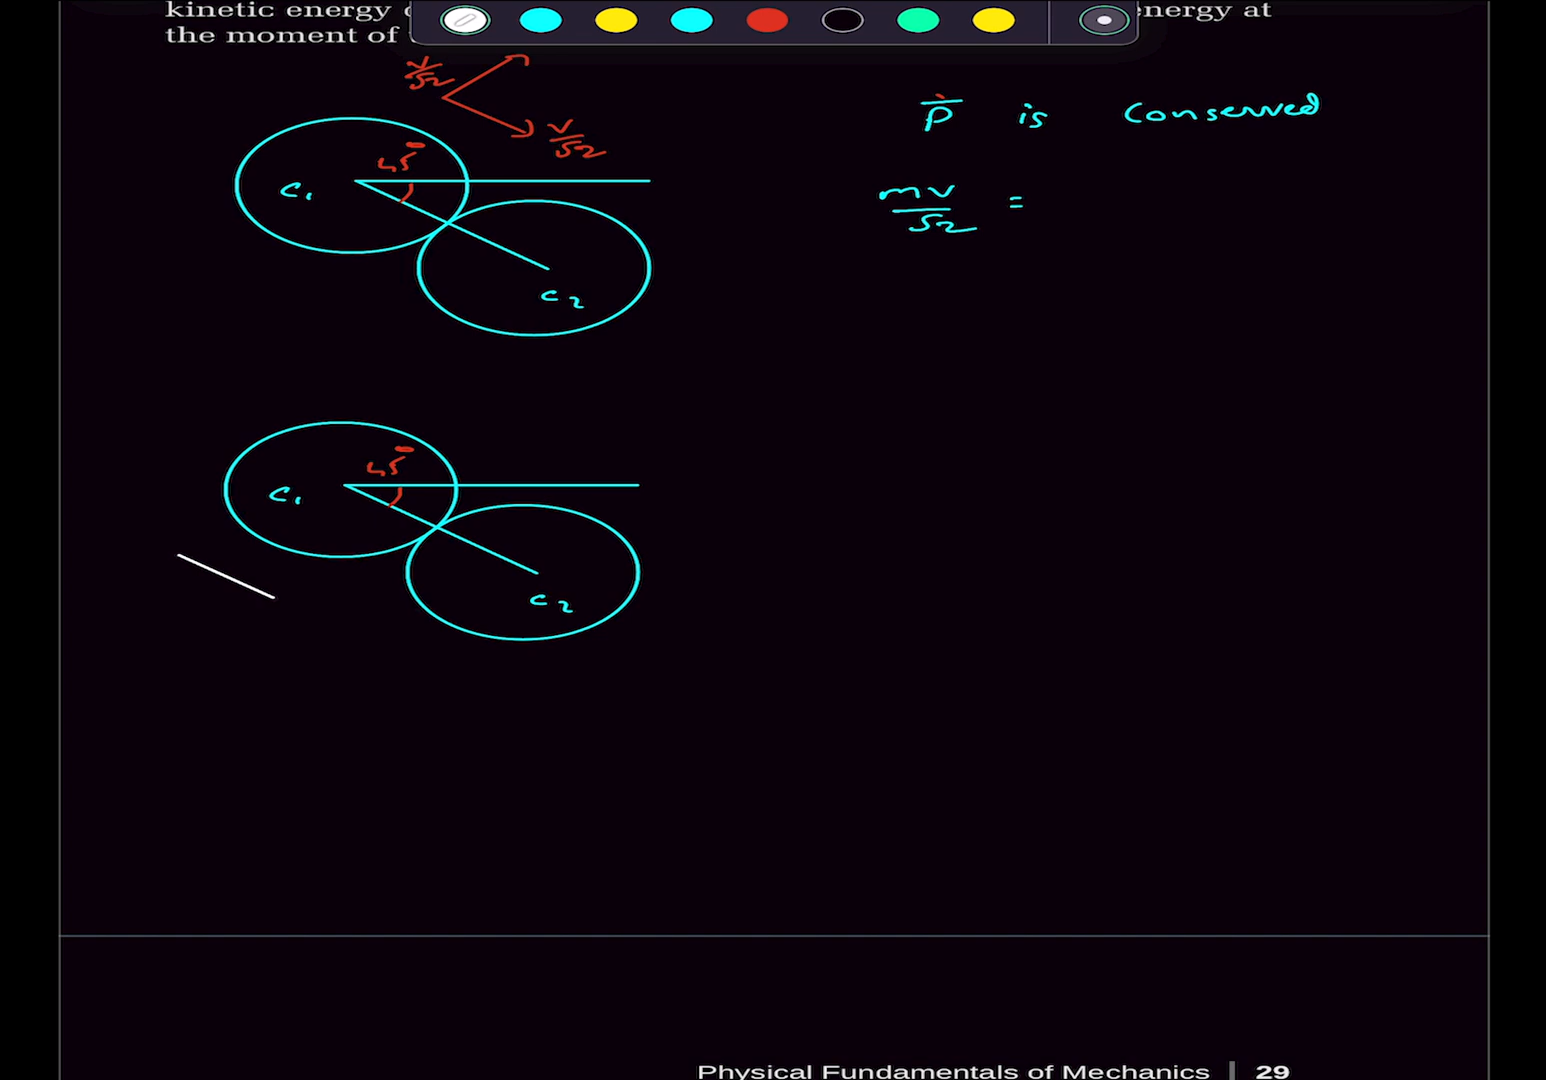 kinetic energy
energy at
the moment of
v/√2
v/√2
45°
C1
C2
p⃗ is conserved
mv/√2 =
45°
C1
C2
Physical Fundamentals of Mechanics | 29